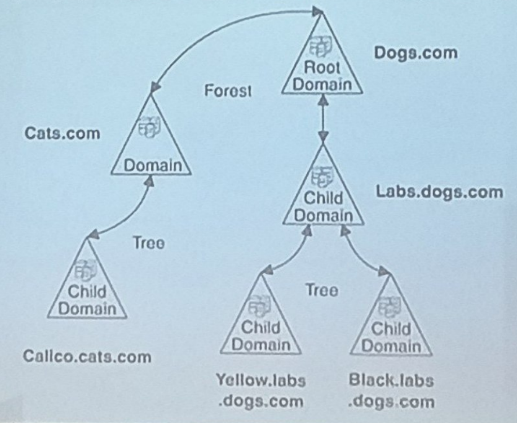 Root
Domain
Dogs.com
Forest
Cats.com
Domain
Child
Domain
Labs.dogs.com
Tree
Child
Domain
Callco.cats.com
Tree
Child
Domain
Child
Domain
Yellow.labs
.dogs.com
Black.labs
.dogs.com